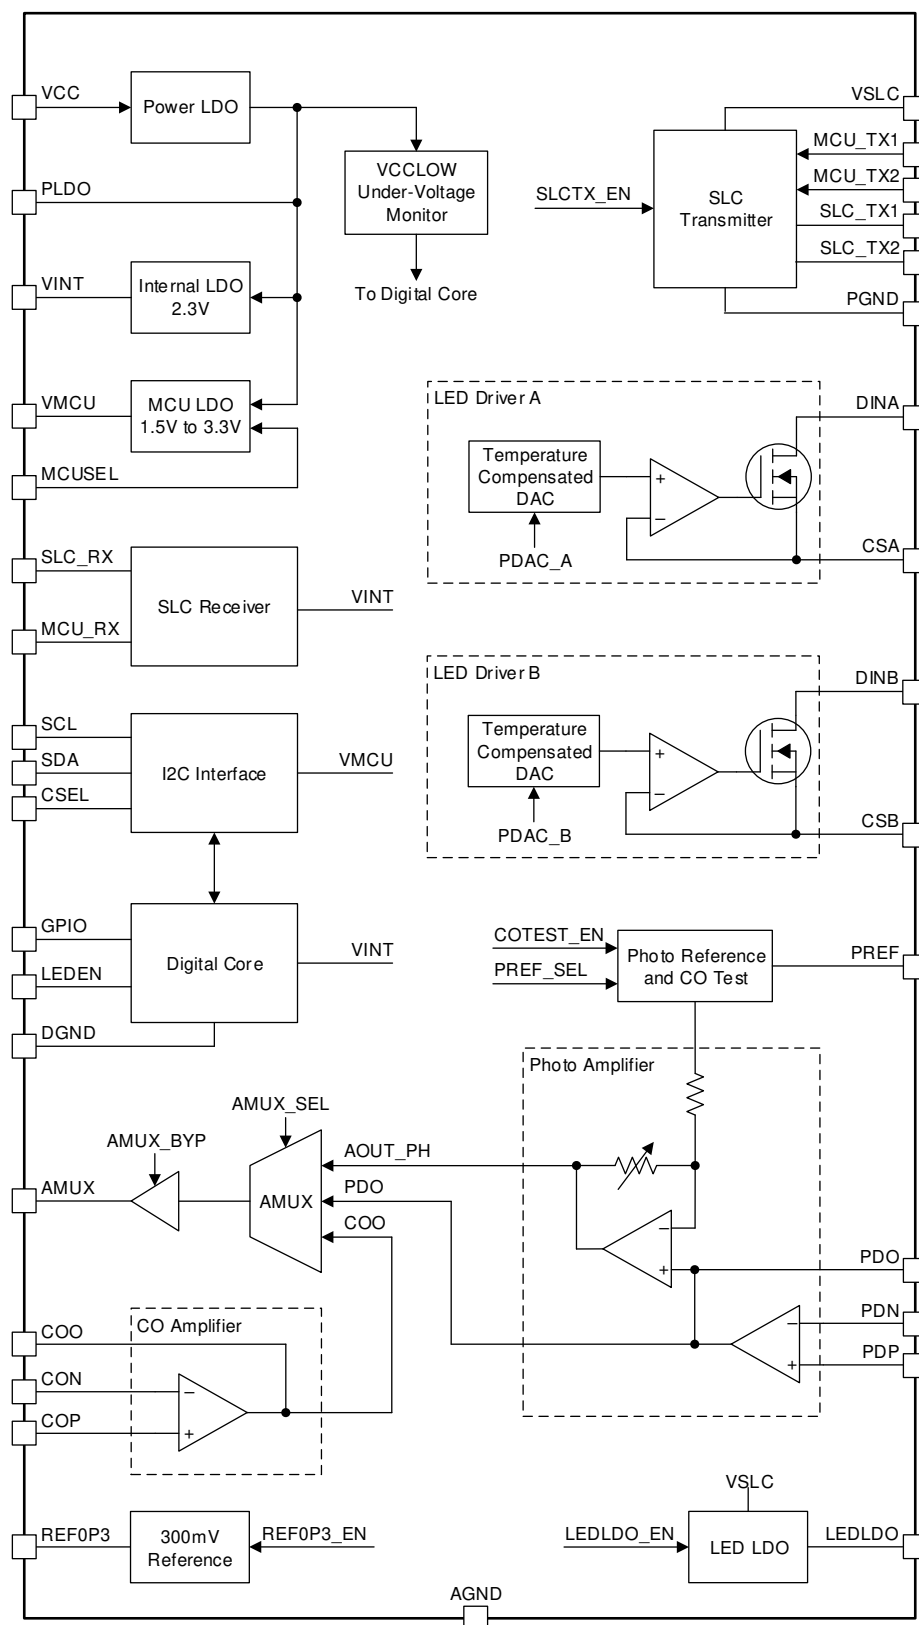 VCC
Power LDO
VSLC
MCU_TX1
MCU_TX2
SLC_TX1
SLC_TX2
PGND
SLCTX_EN
SLC
Transmitter
PLDO
VCCLOW
Under-Voltage
Monitor
To Digital Core
VINT
Internal LDO
2.3V
VMCU
MCU LDO
1.5V to 3.3V
MCUSEL
LED Driver A
Temperature
Compensated
DAC
PDAC_A
+
−
DINA
CSA
SLC_RX
MCU_RX
SLC Receiver
VINT
LED Driver B
Temperature
Compensated
DAC
PDAC_B
+
−
DINB
CSB
SCL
SDA
CSEL
I2C Interface
VMCU
GPIO
LEDEN
DGND
Digital Core
VINT
COTEST_EN
PREF_SEL
Photo Reference
and CO Test
PREF
Photo Amplifier
AMUX_SEL
AMUX_BYP
AMUX
AMUX
AOUT_PH
PDO
COO
−
+
PDO
PDN
PDP
−
+
COO
CON
COP
CO Amplifier
−
+
REF0P3
300mV
Reference
REF0P3_EN
VSLC
LEDLDO_EN
LED LDO
LEDLDO
AGND